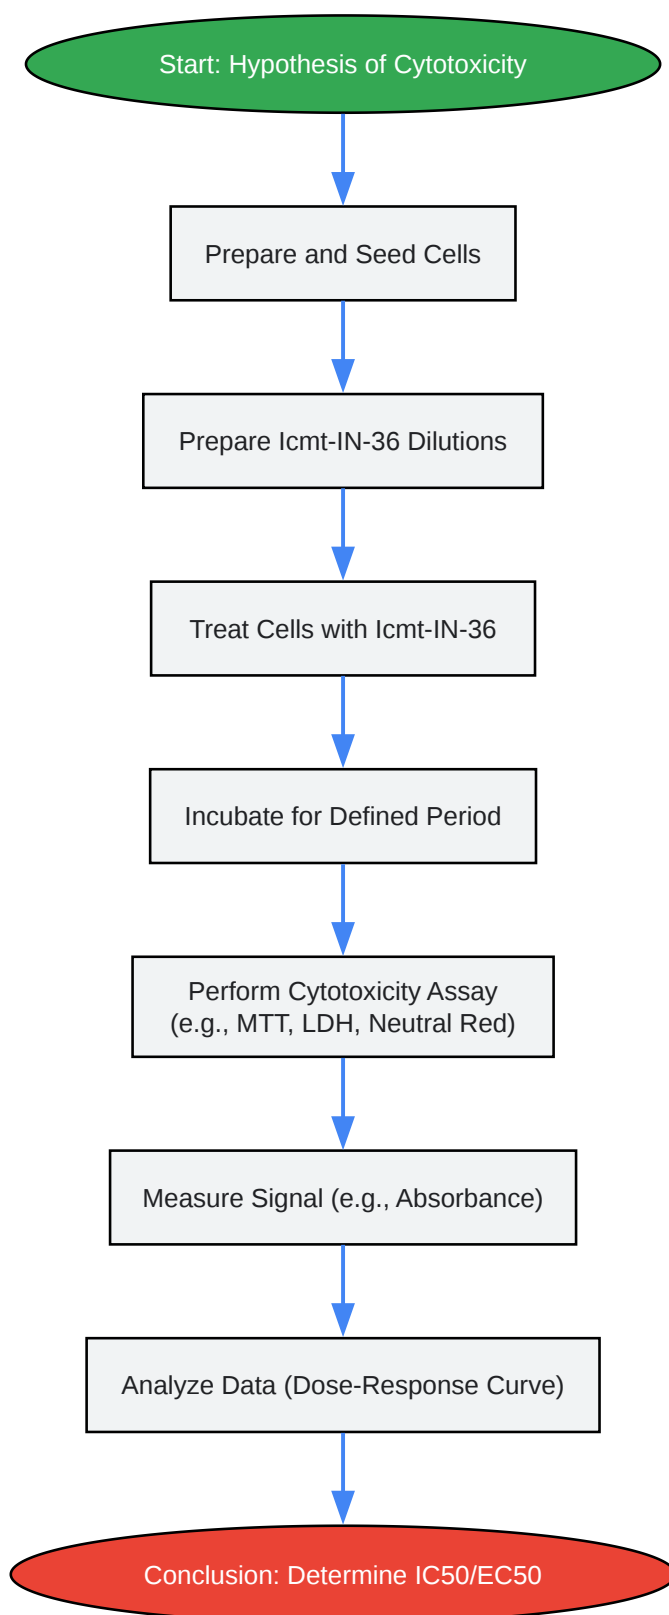 Start: Hypothesis of Cytotoxicity
Prepare and Seed Cells
Prepare Icmt-IN-36 Dilutions
Treat Cells with Icmt-IN-36
Incubate for Defined Period
Perform Cytotoxicity Assay
(e.g., MTT, LDH, Neutral Red)
Measure Signal (e.g., Absorbance)
Analyze Data (Dose-Response Curve)
Conclusion: Determine IC50/EC50